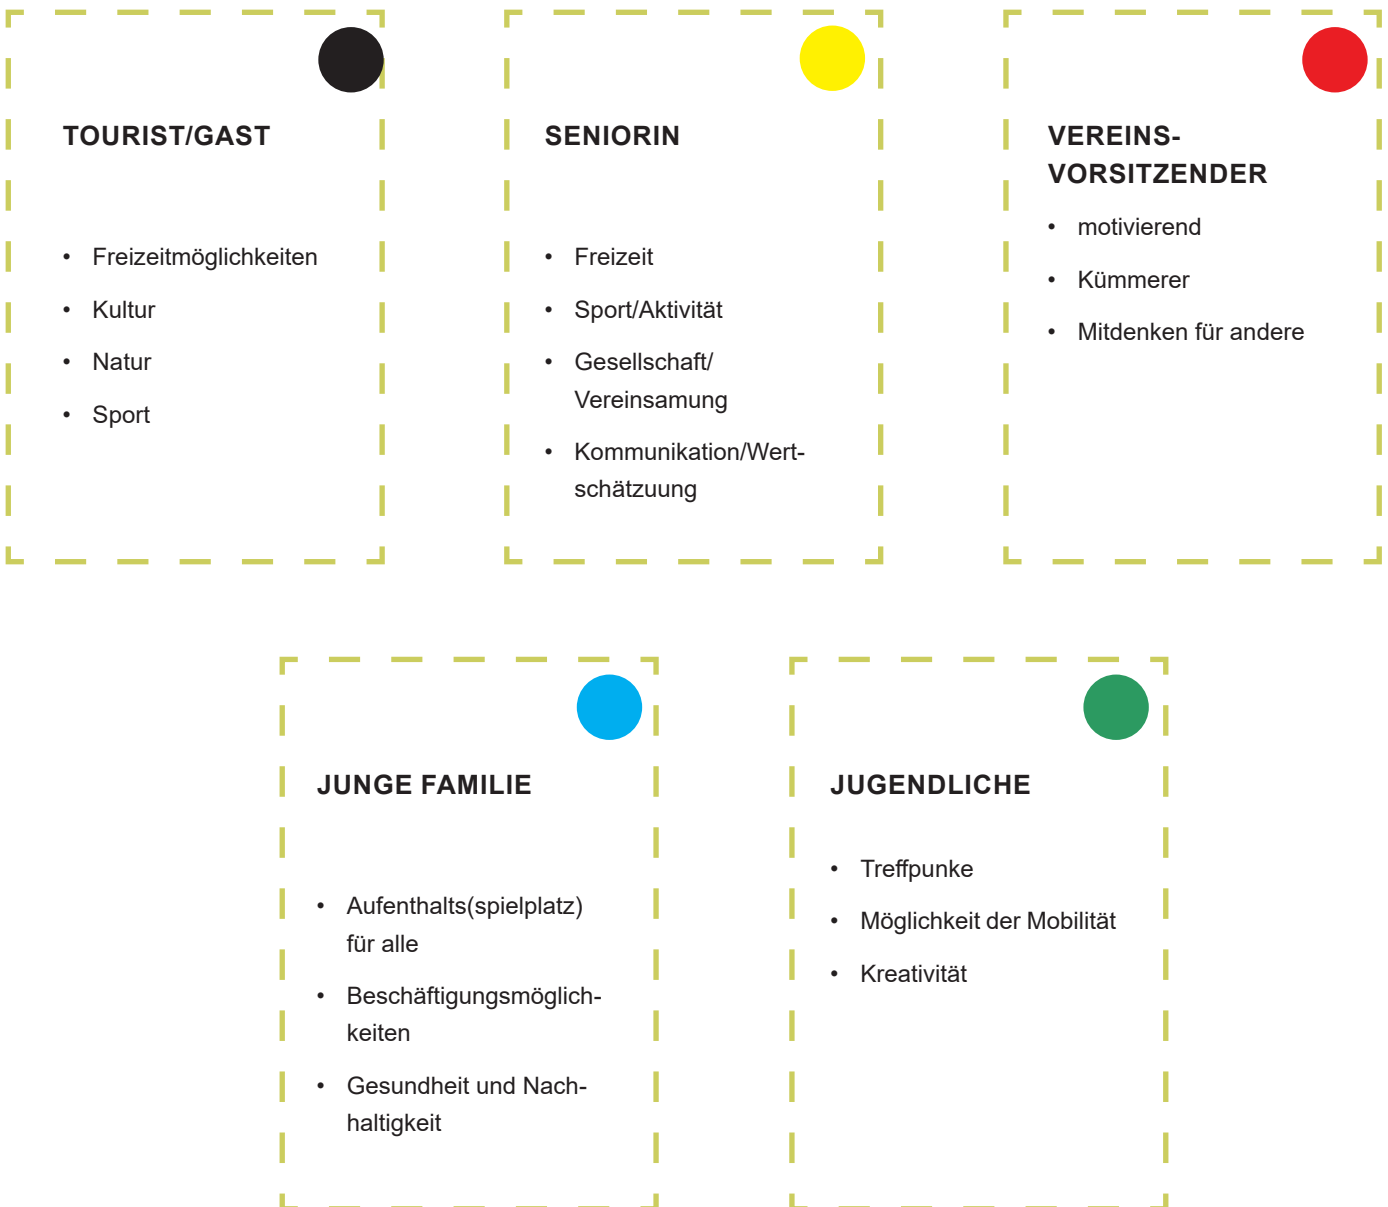 TOURIST/GAST
• Freizeitmöglichkeiten
• Kultur
• Natur
• Sport
SENIORIN
• Freizeit
• Sport/Aktivität
• Gesellschaft/
Vereinsamung
• Kommunikation/Wert-
schätzuung
VEREINS-
VORSITZENDER
• motivierend
• Kümmerer
• Mitdenken für andere
JUNGE FAMILIE
• Aufenthalts(spielplatz)
für alle
• Beschäftigungsmöglich-
keiten
• Gesundheit und Nach-
haltigkeit
JUGENDLICHE
• Treffpunke
• Möglichkeit der Mobilität
• Kreativität